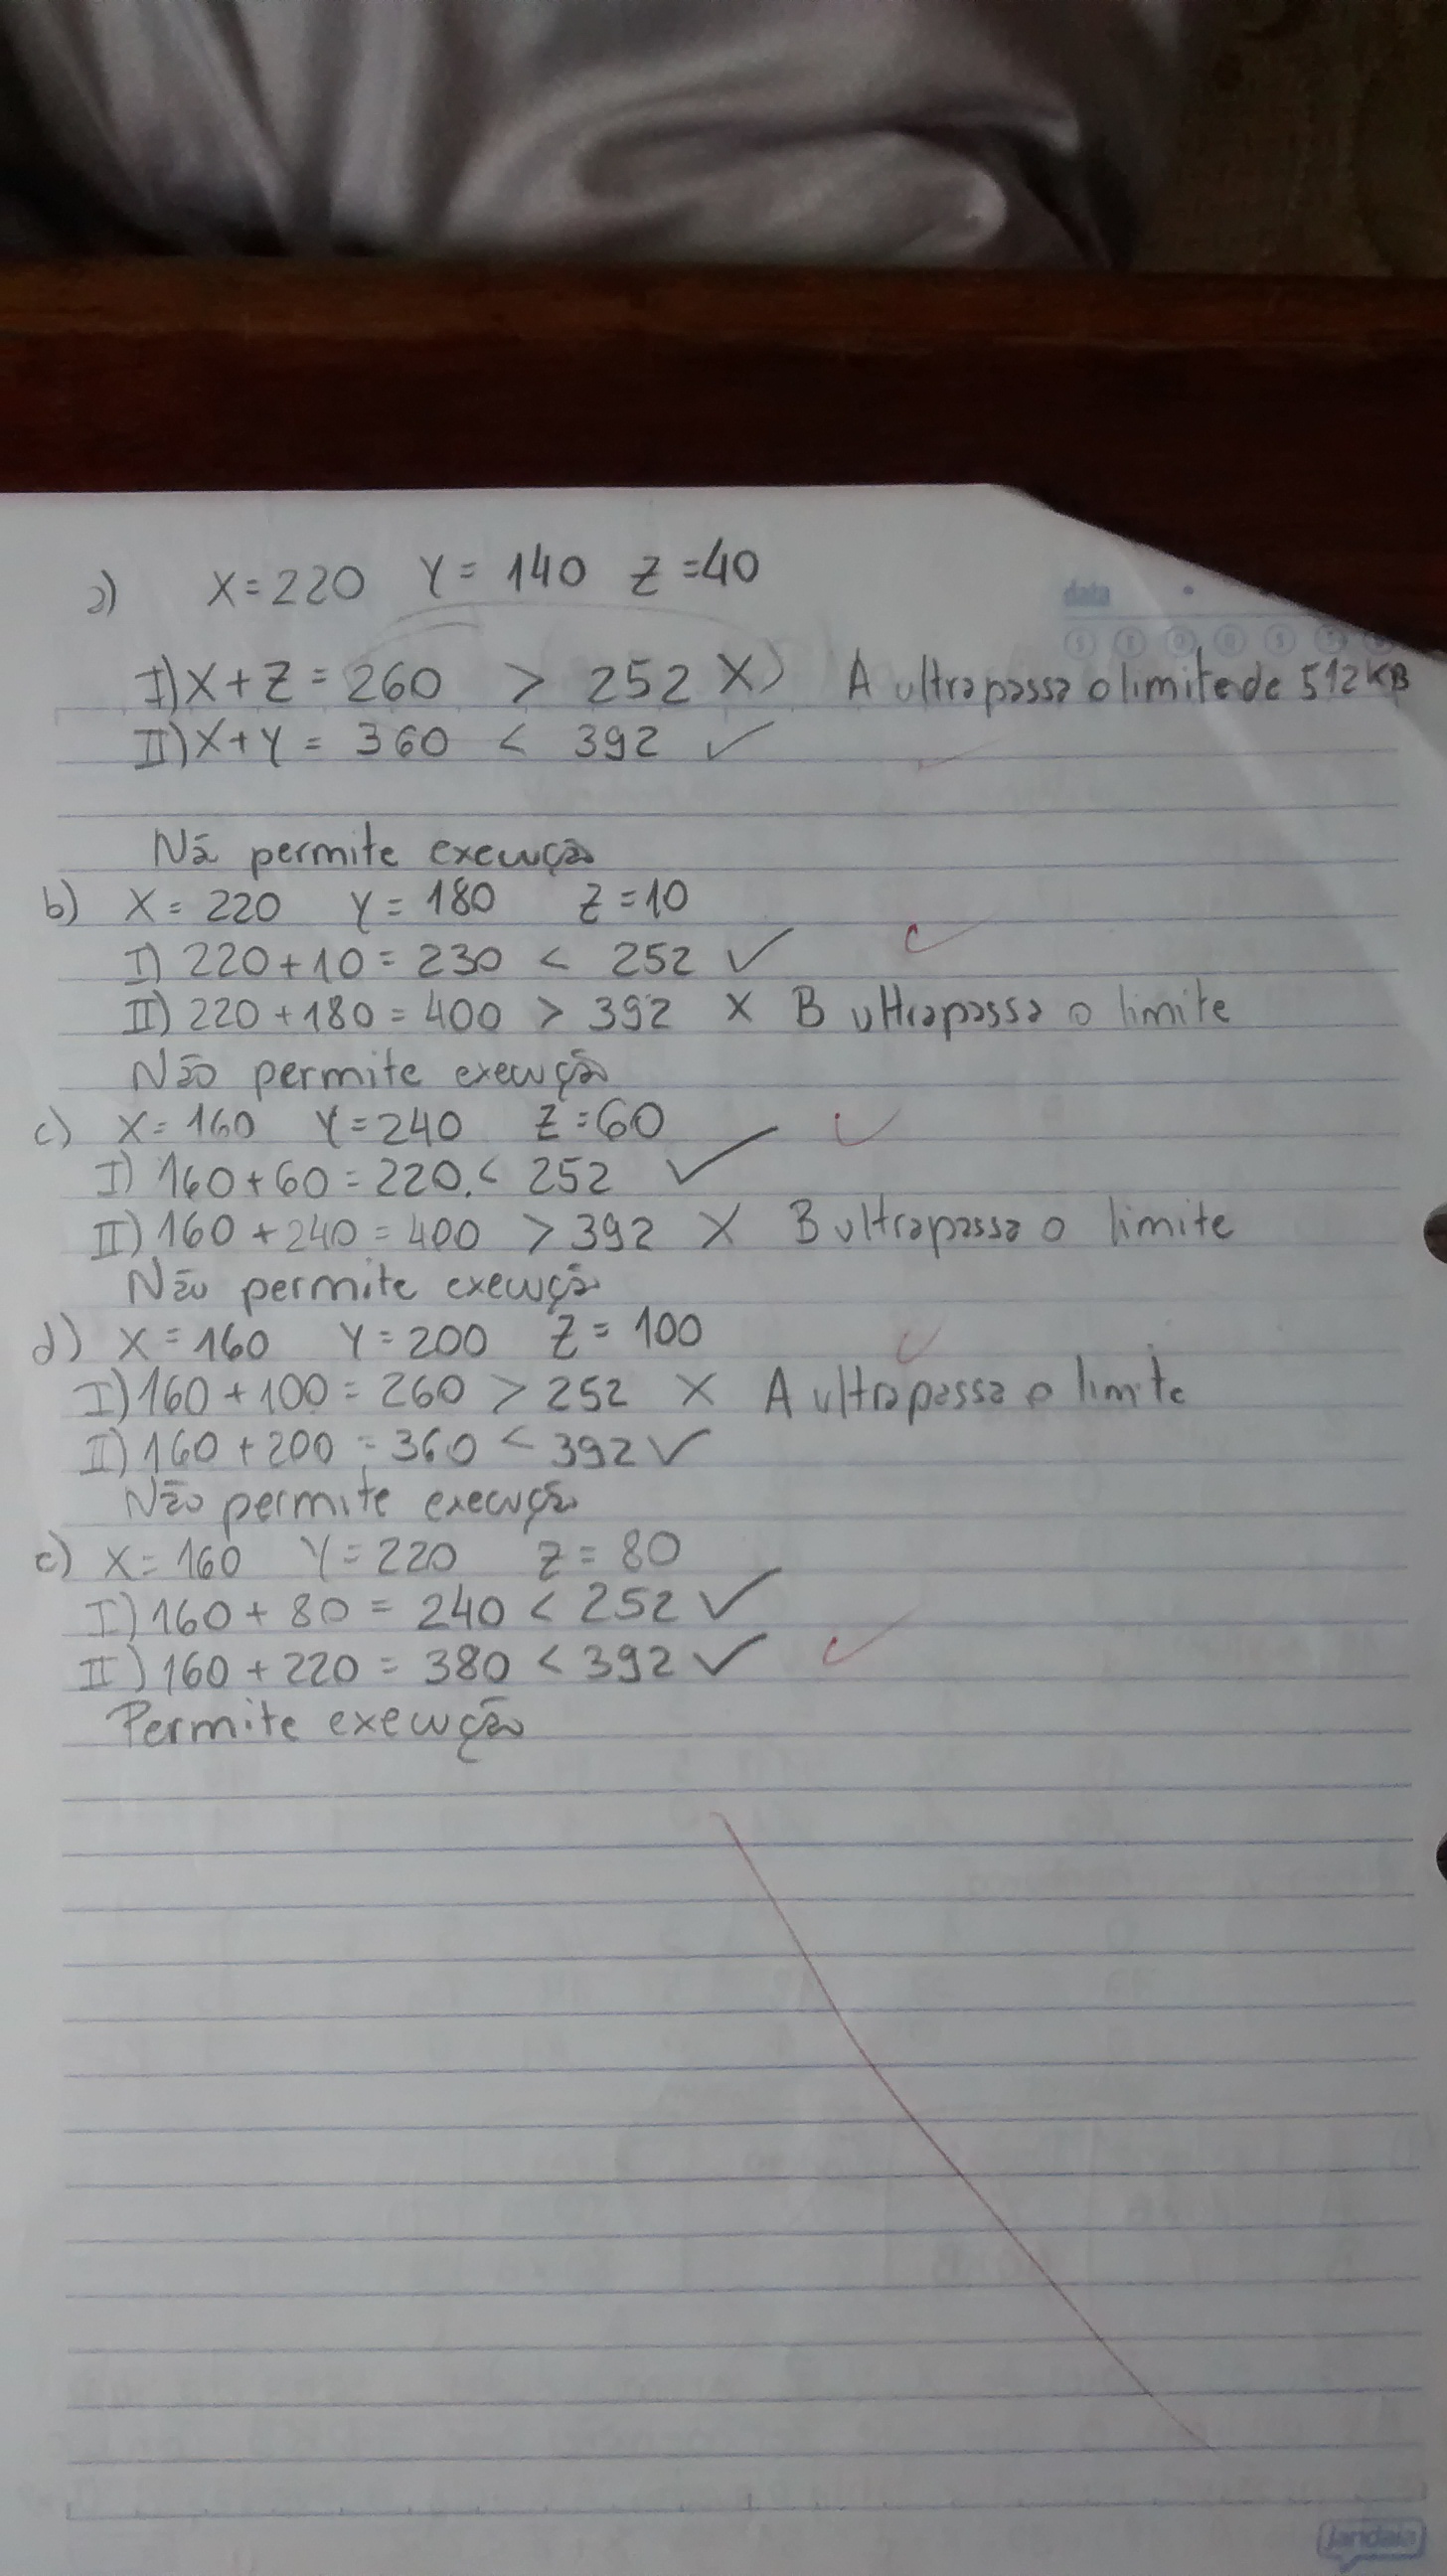 a) X=220 Y=140 Z=40
data
I) X+Z=260 > 252 X) A ultrapassa o limite de 512KB
II) X+Y= 360 < 392 ✓
Nã permite execução
b) X=220 Y=180 Z=10
I) 220+10=230 < 252 ✓
II) 220+180=400 > 392 X B ultrapassa o limite
Não permite execução
c) X=160 Y=240 Z=60
I) 160+60=220.< 252 ✓
II) 160+240=400 > 392 X B ultrapassa o limite
Não permite execução
d) X=160 Y=200 Z=100
I) 160+100=260 > 252 X A ultrapassa o limite
II) 160+200=360 < 392 ✓
Não permite execução
e) X=160 Y=220 Z=80
I) 160+80=240 < 252 ✓
II) 160+220=380 < 392 ✓
Permite execução
jandaia